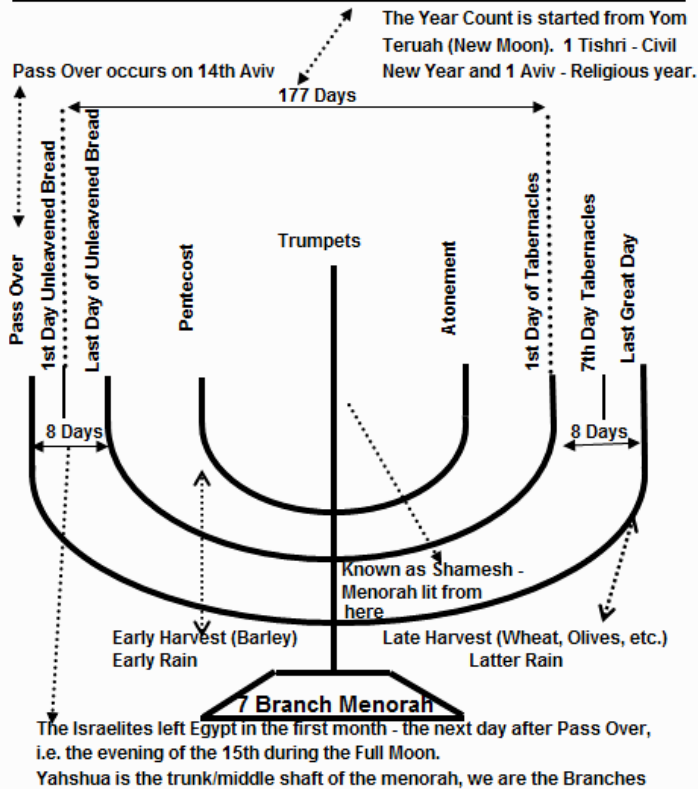 The Year Count is started from Yom
Teruah (New Moon). 1 Tishri - Civil
New Year and 1 Aviv - Religious year.
Pass Over occurs on 14th Aviv
177 Days
Pass Over
1st Day Unleavened Bread
Last Day of Unleavened Bread
Pentecost
Trumpets
Atonement
1st Day of Tabernacles
7th Day Tabernacles
Last Great Day
8 Days
8 Days
Known as Shamesh -
Menorah lit from
here
Early Harvest (Barley)
Early Rain
Late Harvest (Wheat, Olives, etc.)
Latter Rain
7 Branch Menorah
The Israelites left Egypt in the first month - the next day after Pass Over,
i.e. the evening of the 15th during the Full Moon.
Yahshua is the trunk/middle shaft of the menorah, we are the Branches